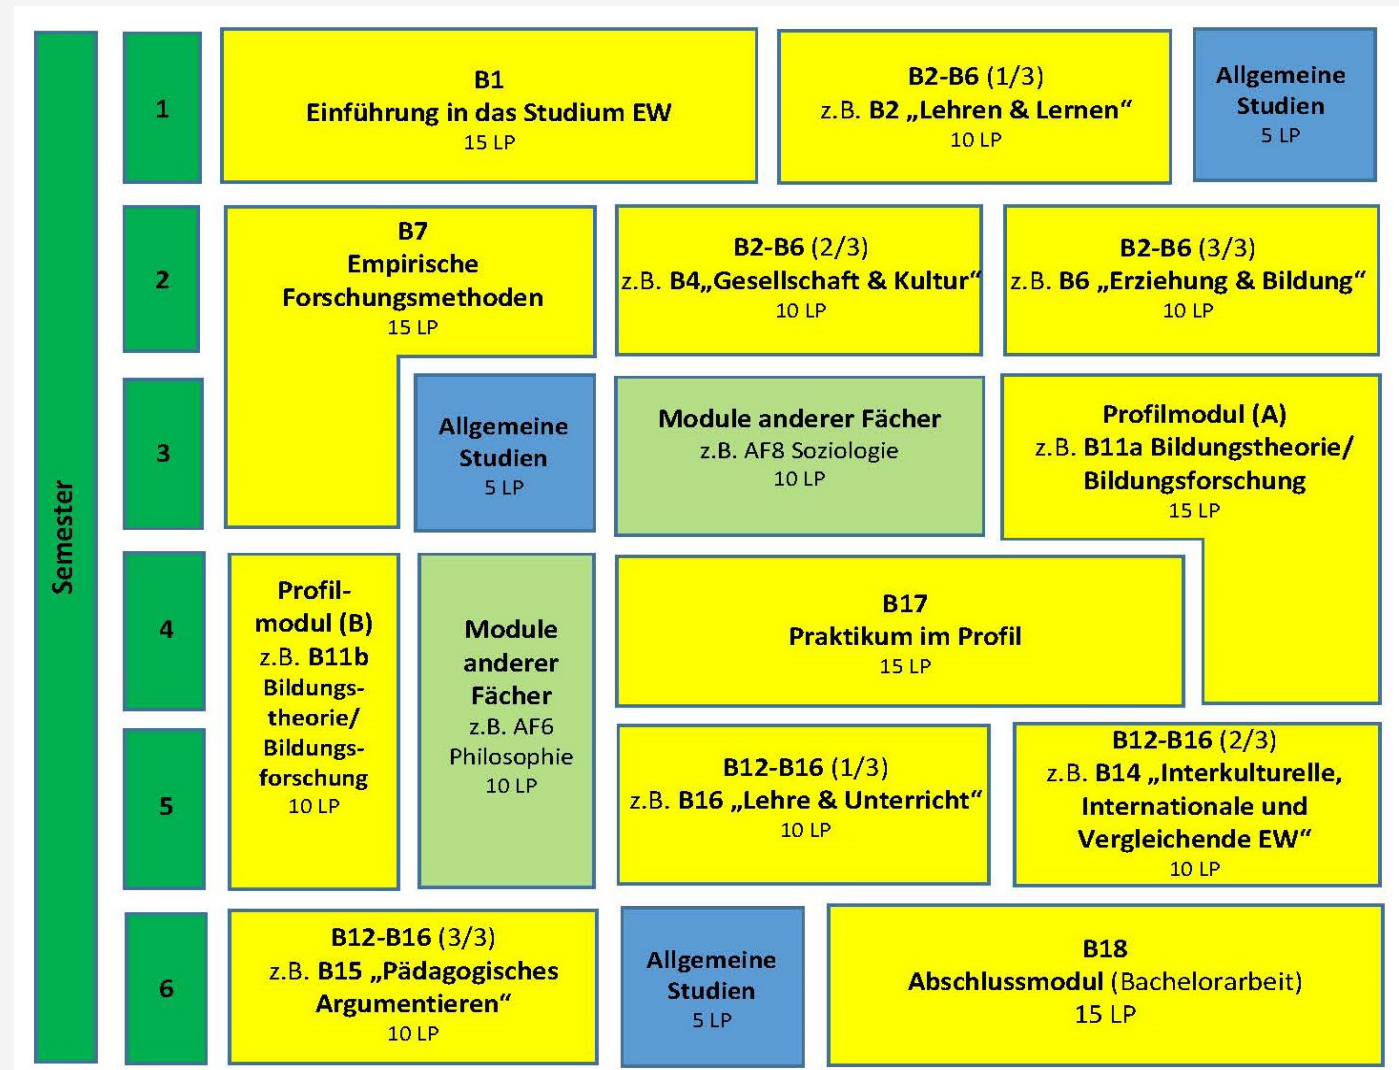 Semester
1
B1
Einführung in das Studium EW
15 LP
B2-B6 (1/3)
z.B. B2 „Lehren & Lernen“
10 LP
Allgemeine
Studien
5 LP
2
B7
Empirische
Forschungsmethoden
15 LP
B2-B6 (2/3)
z.B. B4„Gesellschaft & Kultur“
10 LP
B2-B6 (3/3)
z.B. B6 „Erziehung & Bildung“
10 LP
3
Allgemeine
Studien
5 LP
Module anderer Fächer
z.B. AF8 Soziologie
10 LP
Profilmodul (A)
z.B. B11a Bildungstheorie/
Bildungsforschung
15 LP
4
Profil-
modul (B)
z.B. B11b
Bildungs-
theorie/
Bildungs-
forschung
10 LP
Module
anderer
Fächer
z.B. AF6
Philosophie
10 LP
B17
Praktikum im Profil
15 LP
5
B12-B16 (1/3)
z.B. B16 „Lehre & Unterricht“
10 LP
B12-B16 (2/3)
z.B. B14 „Interkulturelle,
Internationale und
Vergleichende EW“
10 LP
6
B12-B16 (3/3)
z.B. B15 „Pädagogisches
Argumentieren“
10 LP
Allgemeine
Studien
5 LP
B18
Abschlussmodul (Bachelorarbeit)
15 LP